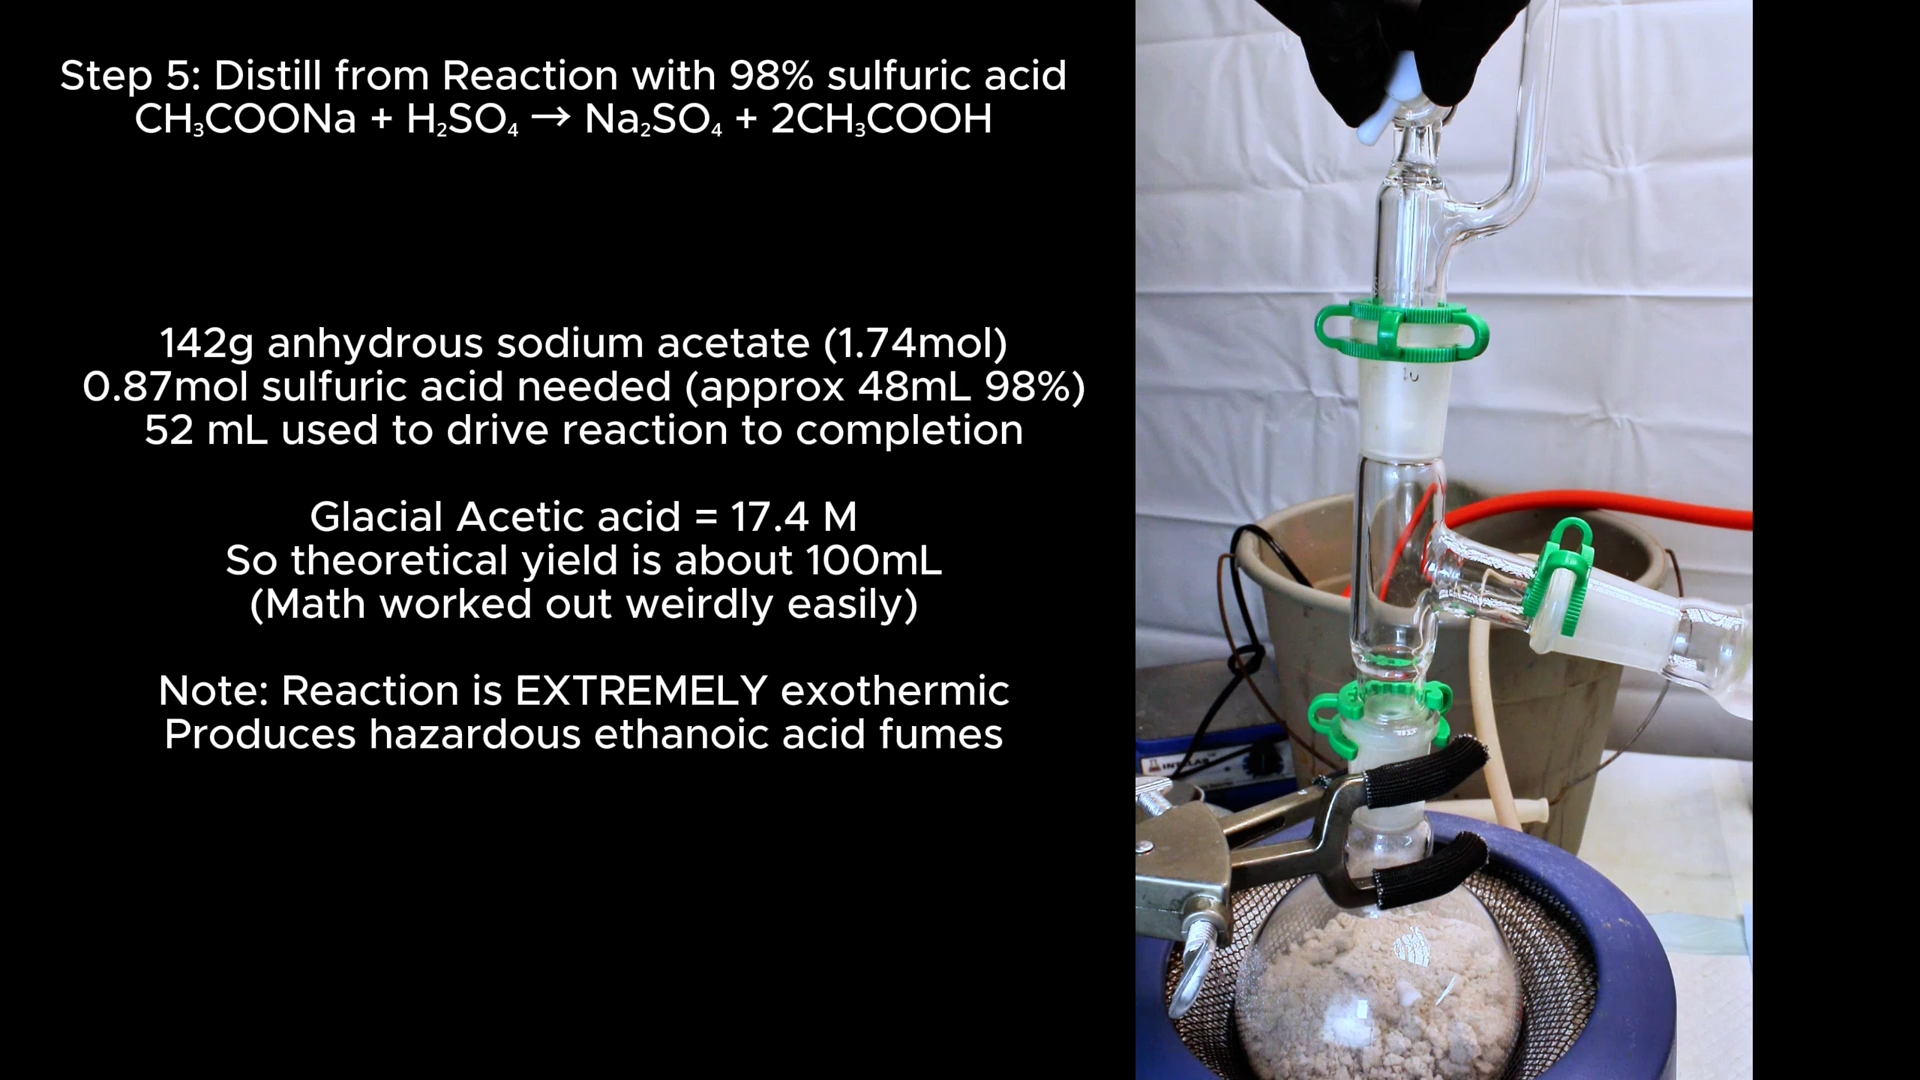 Step 5: Distill from Reaction with 98% sulfuric acid
CH₃COONa + H₂SO₄ → Na₂SO₄ + 2CH₃COOH
142g anhydrous sodium acetate (1.74mol)
0.87mol sulfuric acid needed (approx 48mL 98%)
52 mL used to drive reaction to completion
Glacial Acetic acid = 17.4 M
So theoretical yield is about 100mL
(Math worked out weirdly easily)
Note: Reaction is EXTREMELY exothermic
Produces hazardous ethanoic acid fumes